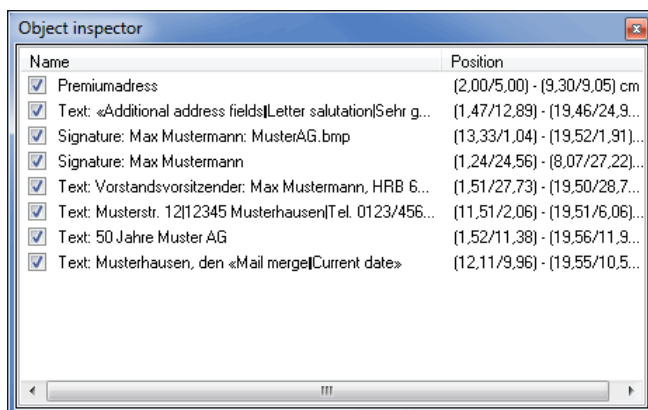 Object inspector
Name Position
Premiumadress (2,00/5,00) - (9,30/9,05) cm
Text: «Additional address fields|Letter salutation|Sehr g... (1,47/12,89) - (19,46/24,9...
Signature: Max Mustermann: MusterAG.bmp (13,33/1,04) - (19,52/1,91)...
Signature: Max Mustermann (1,24/24,56) - (8,07/27,22)...
Text: Vorstandsvorsitzender: Max Mustermann, HRB 6... (1,51/27,73) - (19,50/28,7...
Text: Musterstr. 12|12345 Musterhausen|Tel. 0123/456... (11,51/2,06) - (19,51/6,06)...
Text: 50 Jahre Muster AG (1,52/11,38) - (19,56/11,9...
Text: Musterhausen, den «Mail merge|Current date» (12,11/9,96) - (19,55/10,5...